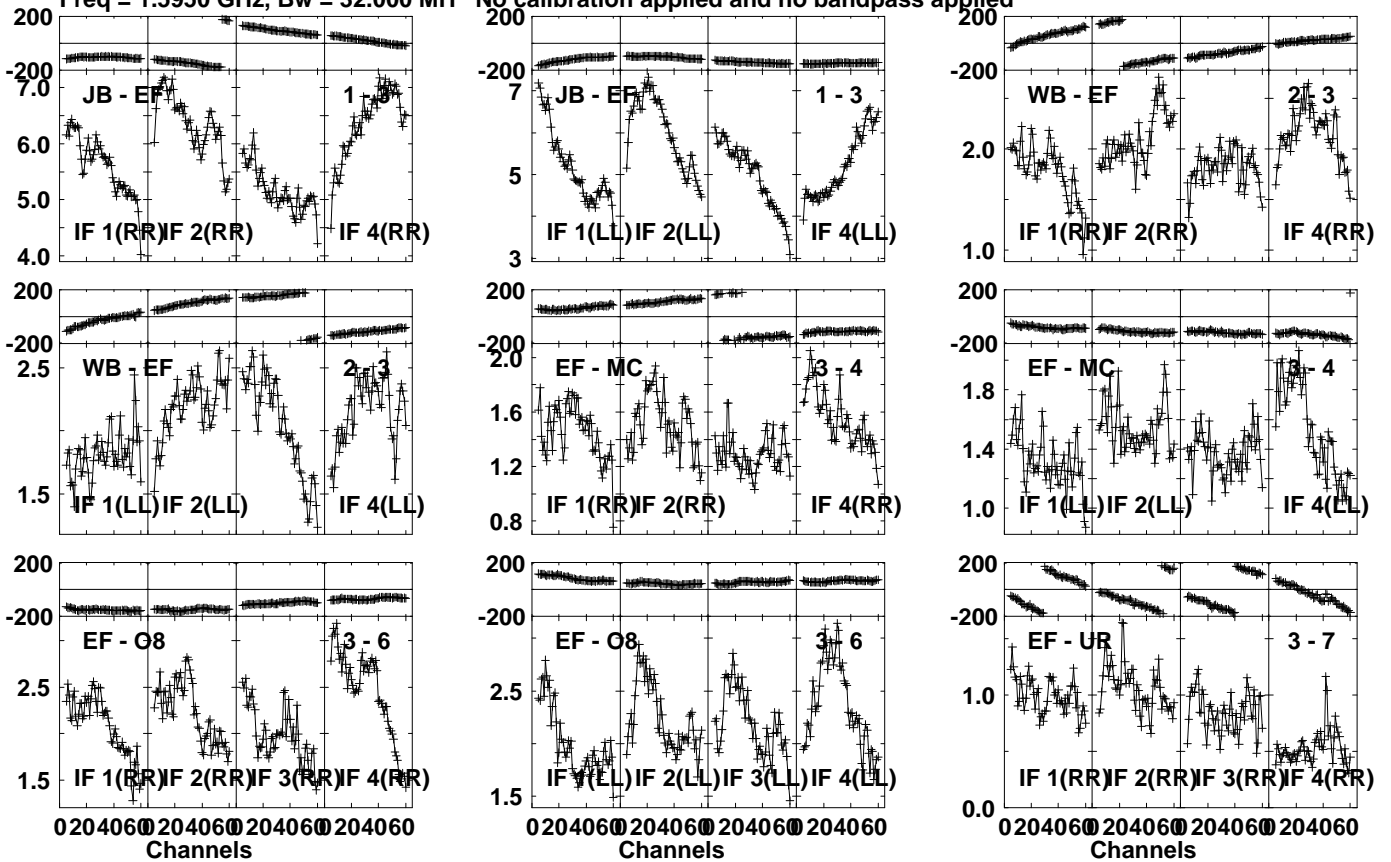 Freq = 1.5950 GHz, Bw = 32.000 MH No calibration applied and no bandpass applied
200
-200
7.0
6.0
5.0
4.0
JB - EF
1 - 3
IF 1(RR)
IF 2(RR)
IF 4(RR)
200
-200
7
5
3
JB - EF
1 - 3
IF 1(LL)
IF 2(LL)
IF 4(LL)
200
-200
2.0
1.0
WB - EF
2 - 3
IF 1(RR)
IF 2(RR)
IF 4(RR)
200
-200
2.5
1.5
WB - EF
2 - 3
IF 1(LL)
IF 2(LL)
IF 4(LL)
200
-200
2.0
1.6
1.2
0.8
EF - MC
3 - 4
IF 1(RR)
IF 2(RR)
IF 4(RR)
200
-200
1.8
1.4
1.0
EF - MC
3 - 4
IF 1(LL)
IF 2(LL)
IF 4(LL)
200
-200
2.5
1.5
EF - O8
3 - 6
IF 1(RR)
IF 2(RR)
IF 3(RR)
IF 4(RR)
0204060 0204060 0204060 0204060
Channels
200
-200
2.5
1.5
EF - O8
3 - 6
IF 1(LL)
IF 2(LL)
IF 3(LL)
IF 4(LL)
0204060 0204060 0204060 0204060
Channels
200
-200
1.0
0.0
EF - UR
3 - 7
IF 1(RR)
IF 2(RR)
IF 3(RR)
IF 4(RR)
0204060 0204060 0204060 0204060
Channels